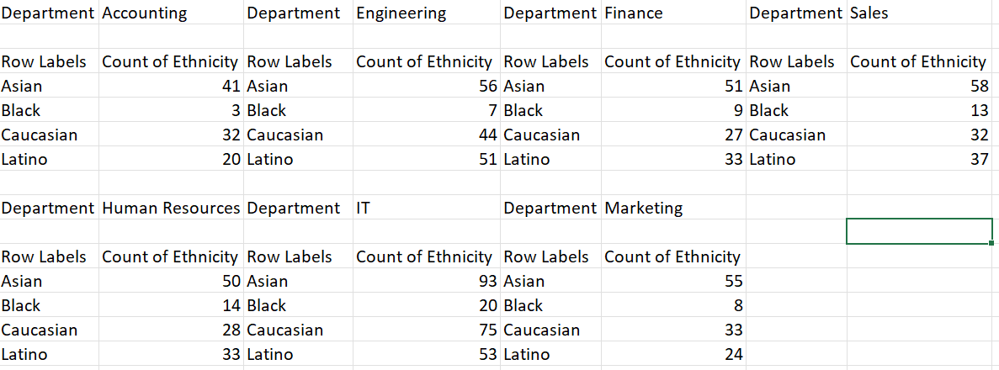 Department Accounting Department Engineering Department Finance Department Sales
Row Labels Count of Ethnicity Row Labels Count of Ethnicity Row Labels Count of Ethnicity Row Labels Count of Ethnicity
Asian 41 Asian 56 Asian 51 Asian 58
Black 3 Black 7 Black 9 Black 13
Caucasian 32 Caucasian 44 Caucasian 27 Caucasian 32
Latino 20 Latino 51 Latino 33 Latino 37
Department Human Resources Department IT Department Marketing
Row Labels Count of Ethnicity Row Labels Count of Ethnicity Row Labels Count of Ethnicity
Asian 50 Asian 93 Asian 55
Black 14 Black 20 Black 8
Caucasian 28 Caucasian 75 Caucasian 33
Latino 33 Latino 53 Latino 24